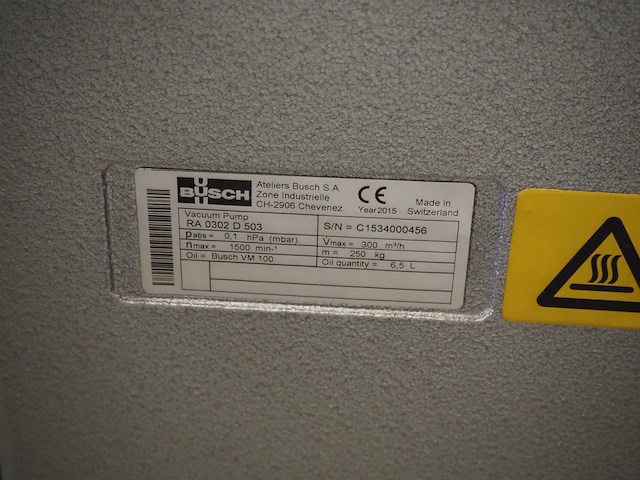 BUSCH
Ateliers Busch S.A.
Zone Industrielle
CH-2906 Chevenez
CE
Year2015
Made in
Switzerland
Vacuum Pump
RA 0302 D 503
S/N = C1534000456
pabs = 0,1 hPa (mbar)
Vmax = 300 m³/h
nmax = 1500 min-¹
m = 250 kg
Oil = Busch VM 100
Oil quantity = 6,5 L